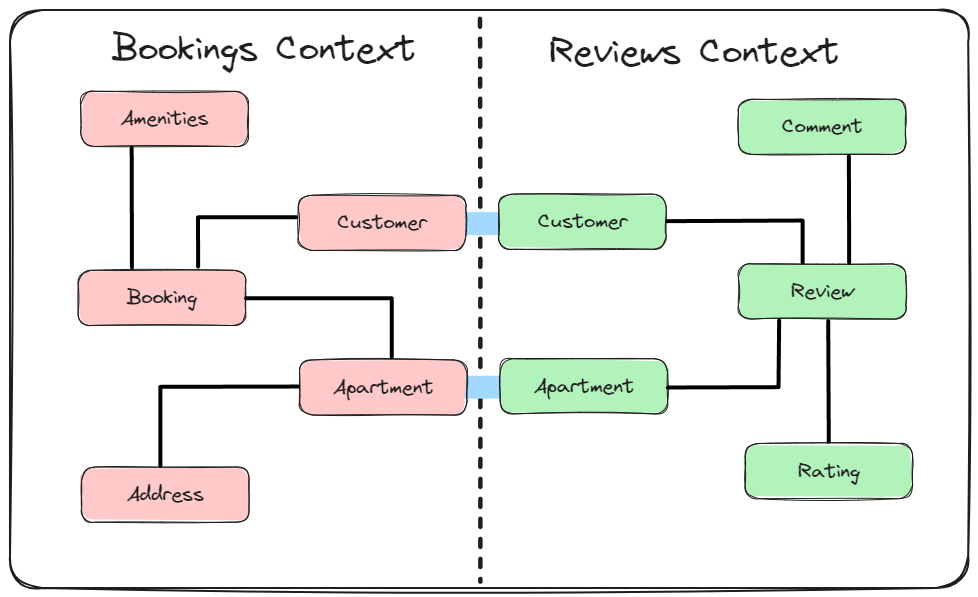 Bookings Context
Amenities
Customer
Booking
Apartment
Address
Reviews Context
Comment
Customer
Review
Apartment
Rating